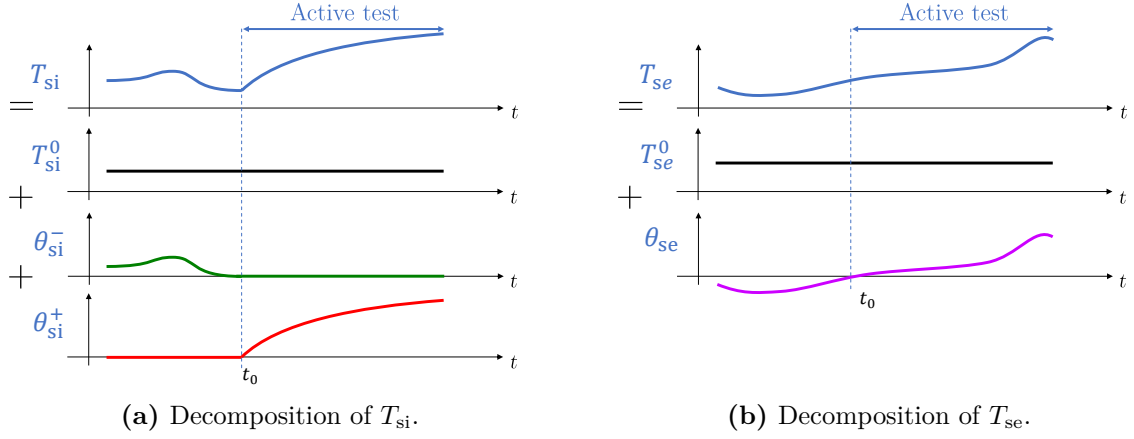 Active test
T_si
= t
T_si^0
+ t
θ_si^-
+ t
θ_si^+
t
t_0
(a) Decomposition of T_si.
Active test
T_se
= t
T_se^0
+ t
θ_se
t
t_0
(b) Decomposition of T_se.